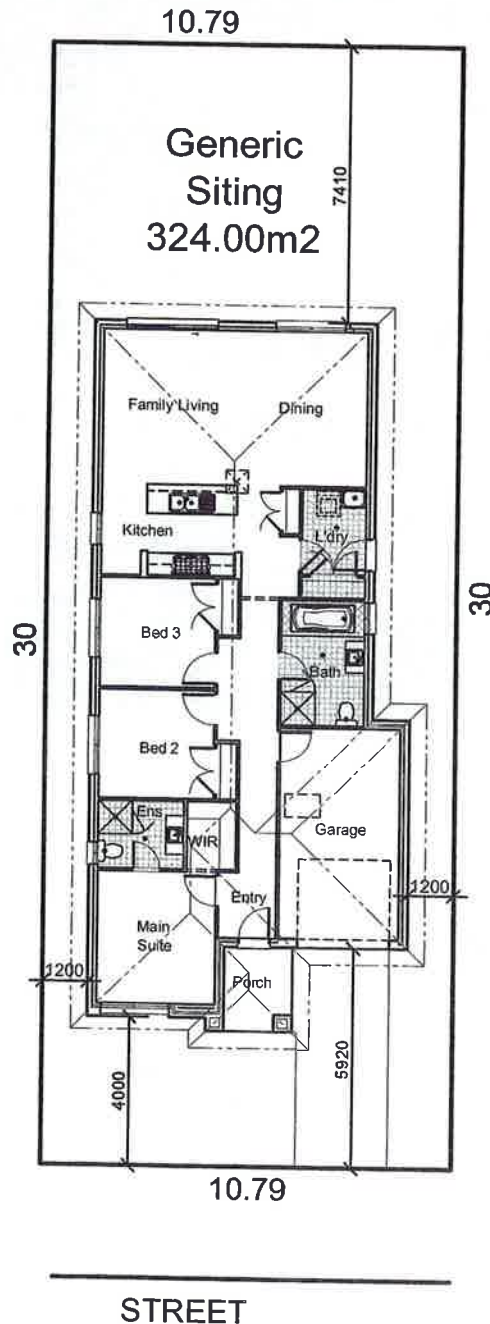 10.79
Generic
Siting
324.00m2
7410
Family Living
Dining
Kitchen
L'dry
30
30
Bed 3
Bath
Bed 2
Ens
WIR
Garage
Entry
Main
Suite
1200
1200
Porch
4000
5920
10.79
STREET